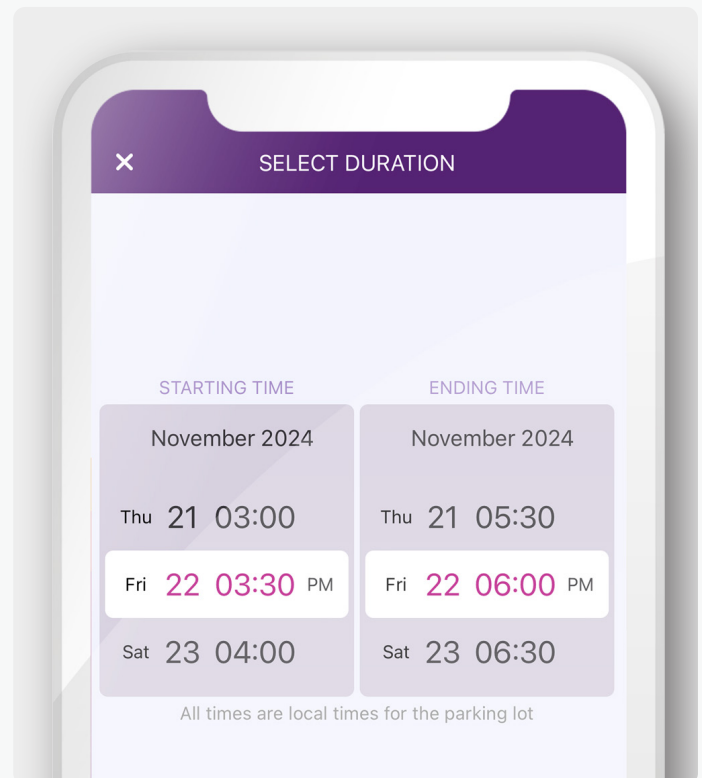 × SELECT DURATION
STARTING TIME
November 2024
Thu 21 03:00
Fri 22 03:30 PM
Sat 23 04:00
ENDING TIME
November 2024
Thu 21 05:30
Fri 22 06:00 PM
Sat 23 06:30
All times are local times for the parking lot